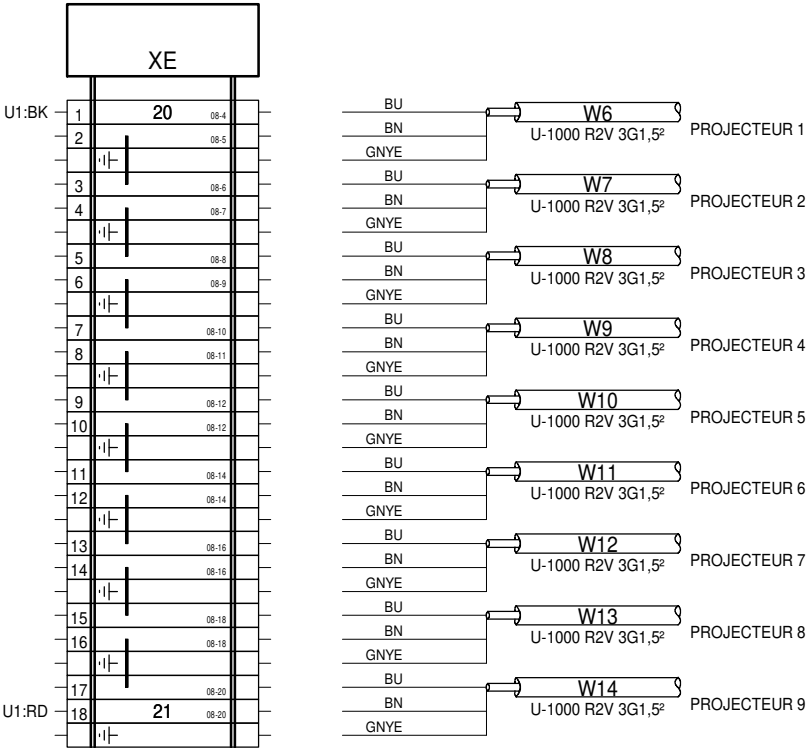 XE
U1:BK 1 20 08-4 BU W6
2 08-5 BN U-1000 R2V 3G1,5² PROJECTEUR 1
GNYE
3 08-6 BU W7
4 08-7 BN U-1000 R2V 3G1,5² PROJECTEUR 2
GNYE
5 08-8 BU W8
6 08-9 BN U-1000 R2V 3G1,5² PROJECTEUR 3
GNYE
7 08-10 BU W9
8 08-11 BN U-1000 R2V 3G1,5² PROJECTEUR 4
GNYE
9 08-12 BU W10
10 08-12 BN U-1000 R2V 3G1,5² PROJECTEUR 5
GNYE
11 08-14 BU W11
12 08-14 BN U-1000 R2V 3G1,5² PROJECTEUR 6
GNYE
13 08-16 BU W12
14 08-16 BN U-1000 R2V 3G1,5² PROJECTEUR 7
GNYE
15 08-18 BU W13
16 08-18 BN U-1000 R2V 3G1,5² PROJECTEUR 8
GNYE
17 08-20 BU W14
U1:RD 18 21 08-20 BN U-1000 R2V 3G1,5² PROJECTEUR 9
GNYE